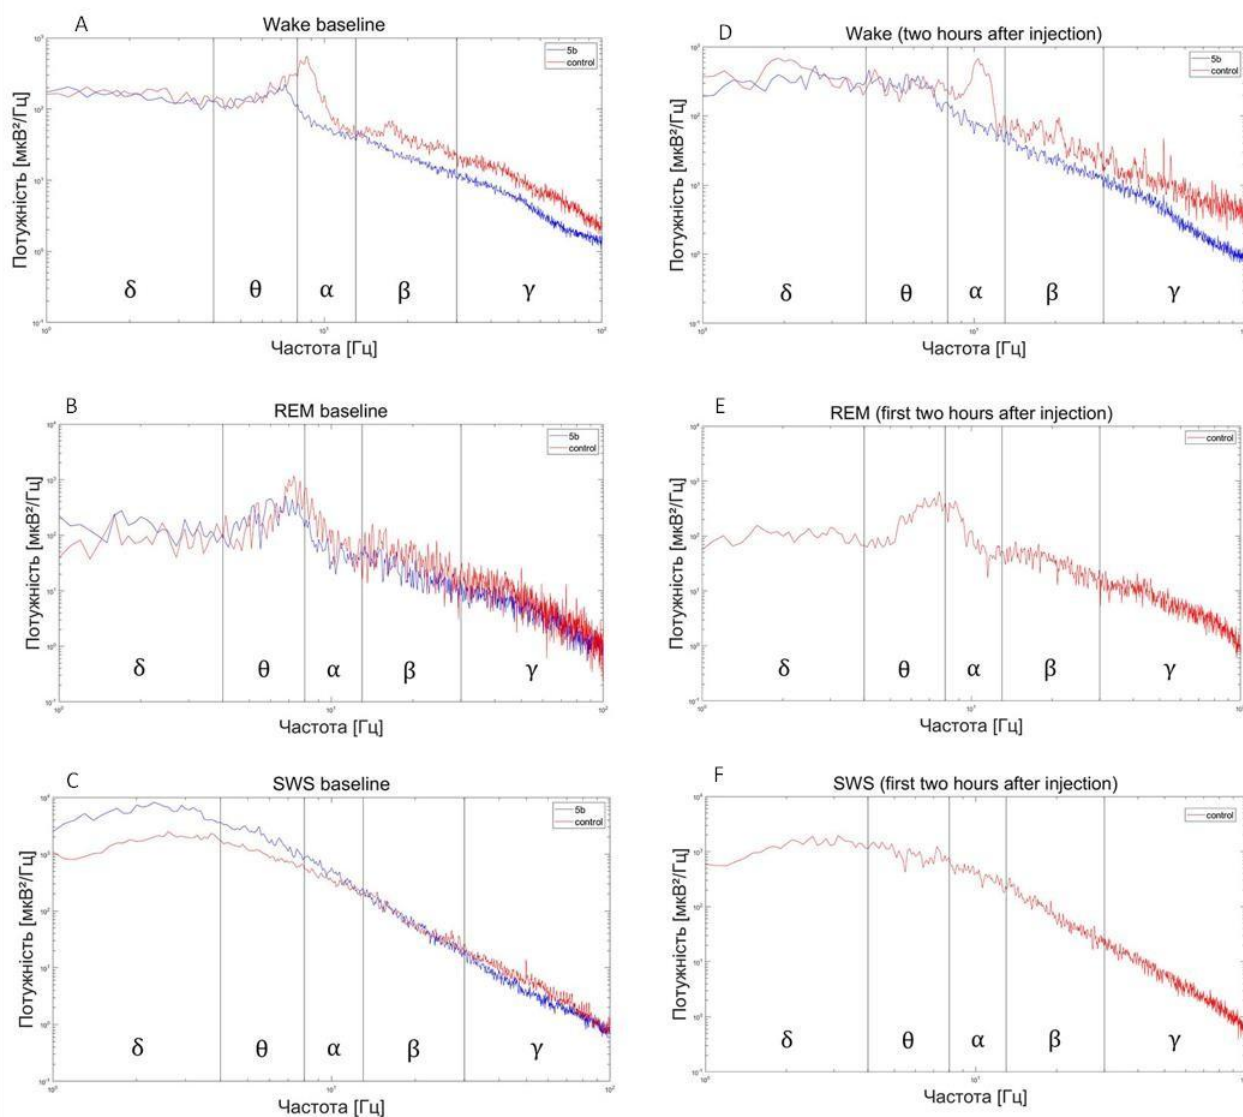 A
Wake baseline
5b
control
Потужність [мкВ²/Гц]
δ θ α β γ
Частота [Гц]
D
Wake (two hours after injection)
5b
control
Потужність [мкВ²/Гц]
δ θ α β γ
Частота [Гц]
B
REM baseline
5b
control
Потужність [мкВ²/Гц]
δ θ α β γ
Частота [Гц]
E
REM (first two hours after injection)
control
Потужність [мкВ²/Гц]
δ θ α β γ
Частота [Гц]
C
SWS baseline
5b
control
Потужність [мкВ²/Гц]
δ θ α β γ
Частота [Гц]
F
SWS (first two hours after injection)
control
Потужність [мкВ²/Гц]
δ θ α β γ
Частота [Гц]